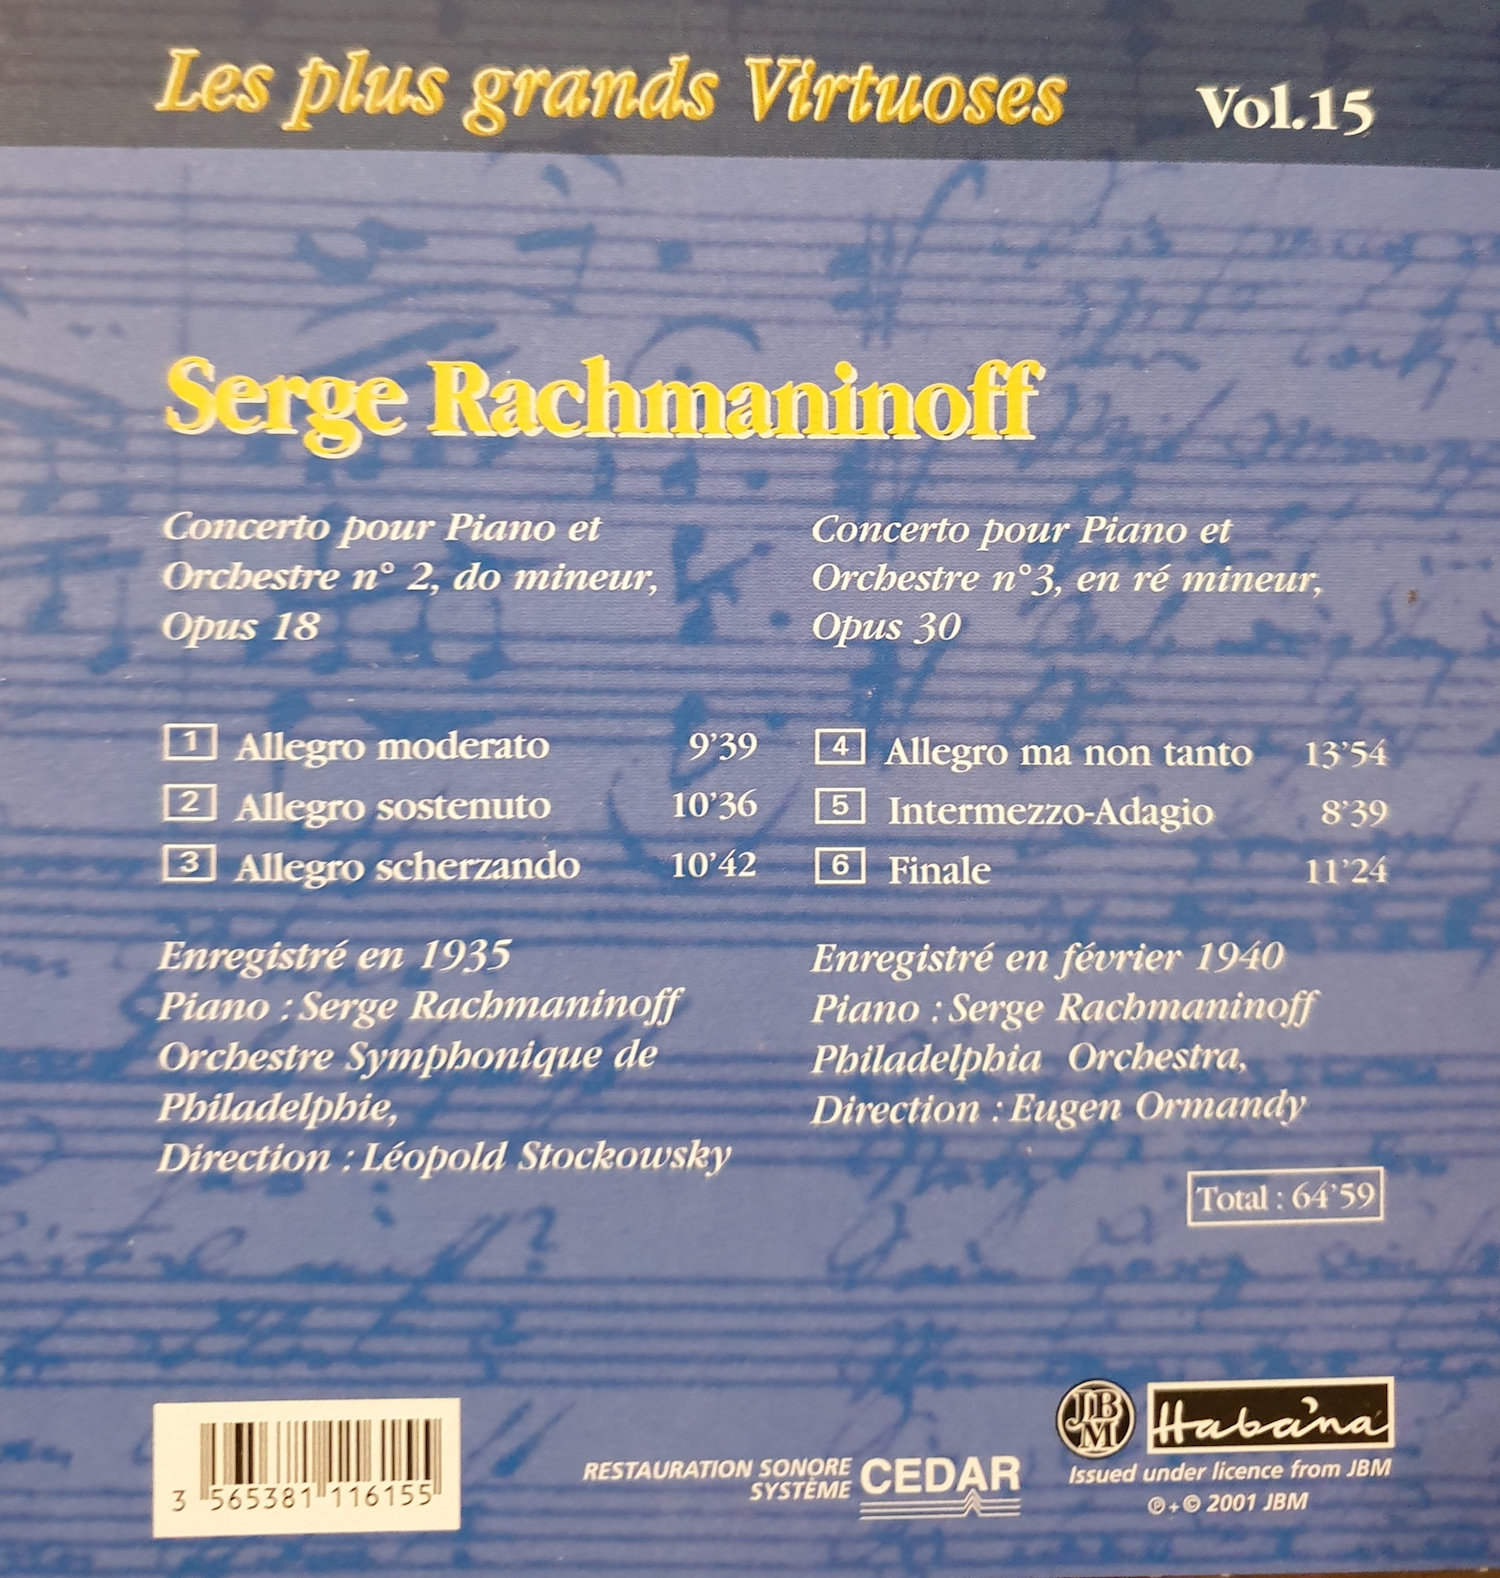 Les plus grands Virtuoses Vol.15
Serge Rachmaninoff
Concerto pour Piano et
Orchestre n° 2, do mineur,
Opus 18
1 Allegro moderato 9'39
2 Allegro sostenuto 10'36
3 Allegro scherzando 10'42
Enregistré en 1935
Piano : Serge Rachmaninoff
Orchestre Symphonique de
Philadelphie,
Direction : Léopold Stockowsky
Concerto pour Piano et
Orchestre n°3, en ré mineur,
Opus 30
4 Allegro ma non tanto 13'54
5 Intermezzo-Adagio 8'39
6 Finale 11'24
Enregistré en février 1940
Piano : Serge Rachmaninoff
Philadelphia Orchestra,
Direction : Eugen Ormandy
Total : 64'59
3 565381 116155
RESTAURATION SONORE
SYSTÈME CEDAR
JBM Habana
Issued under licence from JBM
℗ + © 2001 JBM